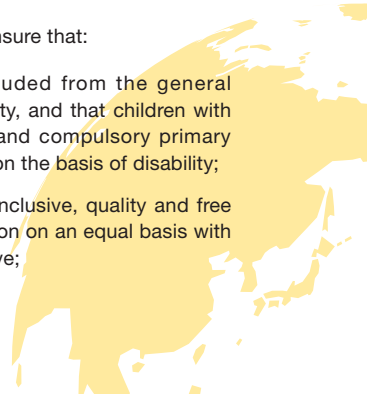 nsure that:
uded from the general
ty, and that children with
and compulsory primary
on the basis of disability;
nclusive, quality and free
on on an equal basis with
ve;